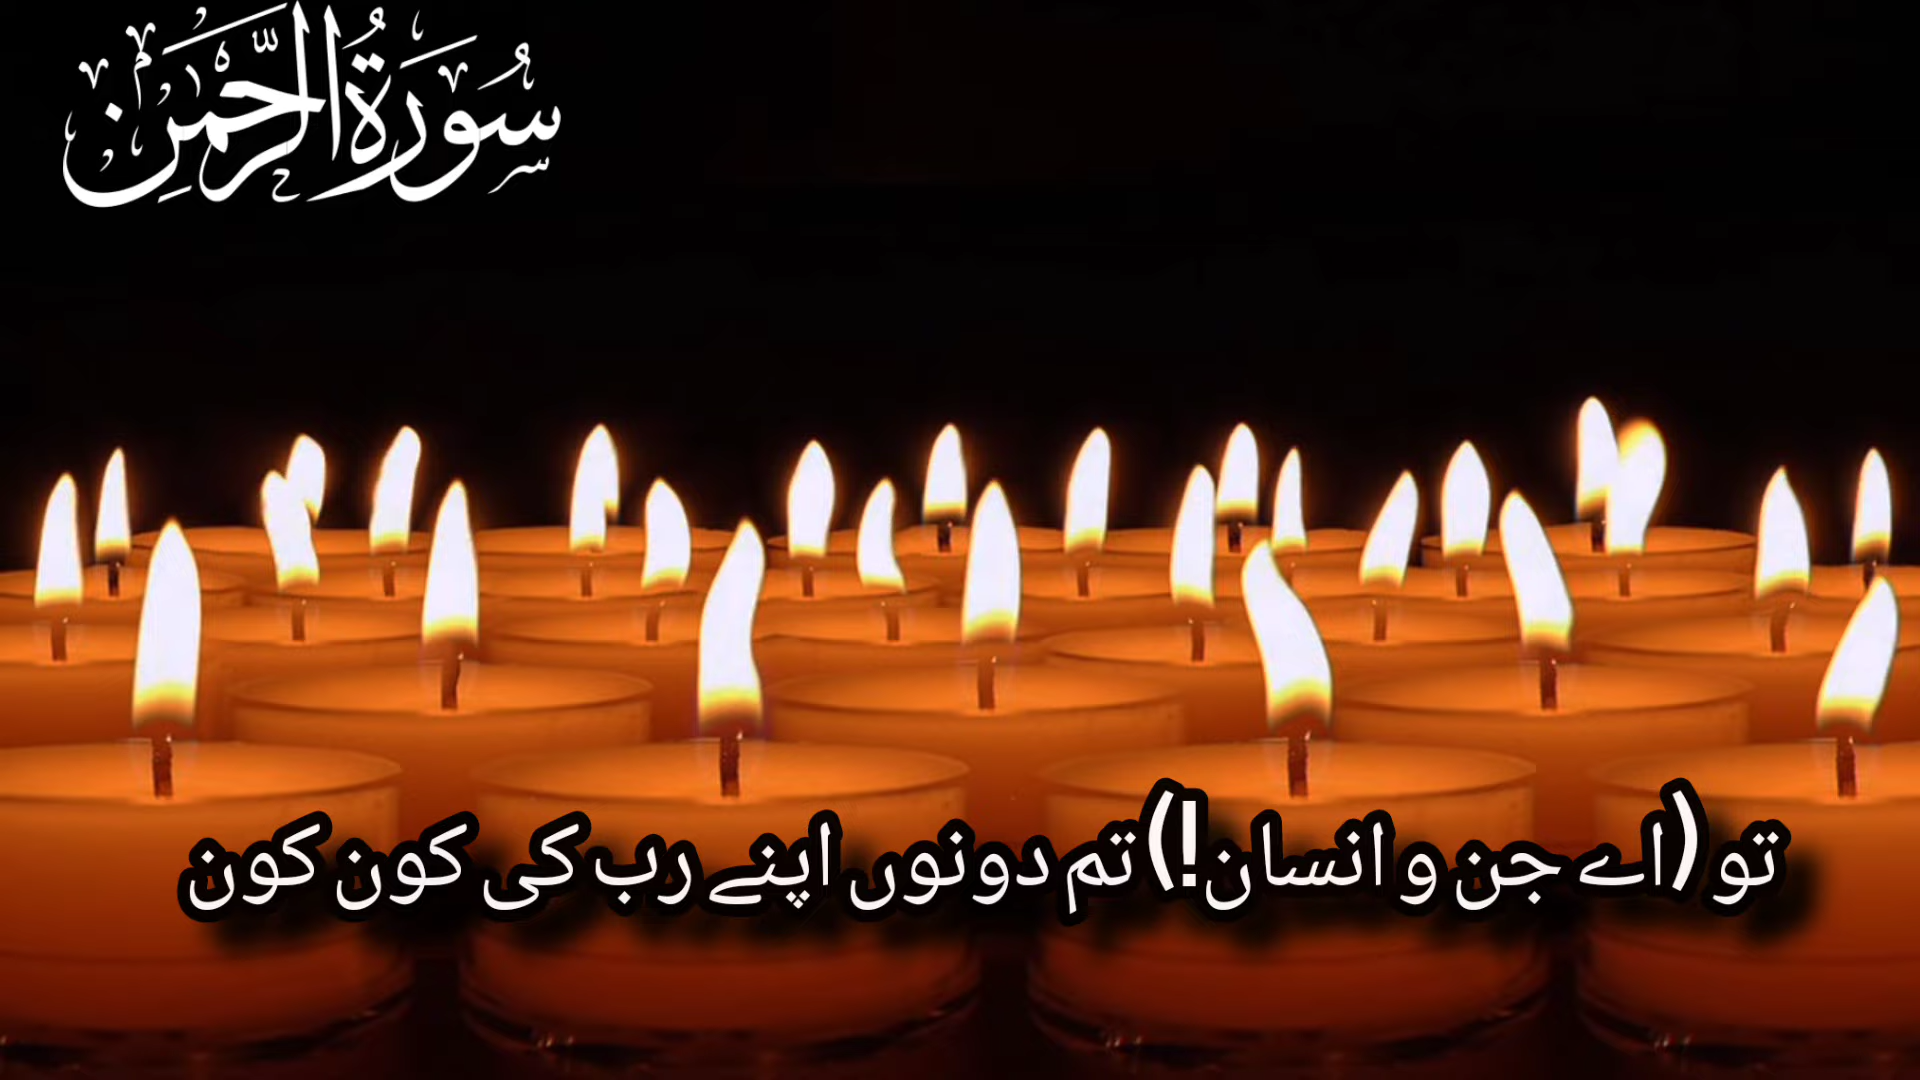 سُورَةُ الرَّحْمٰنِ
تو (اے جن و انسان!) تم دونوں اپنے رب کی کون کون